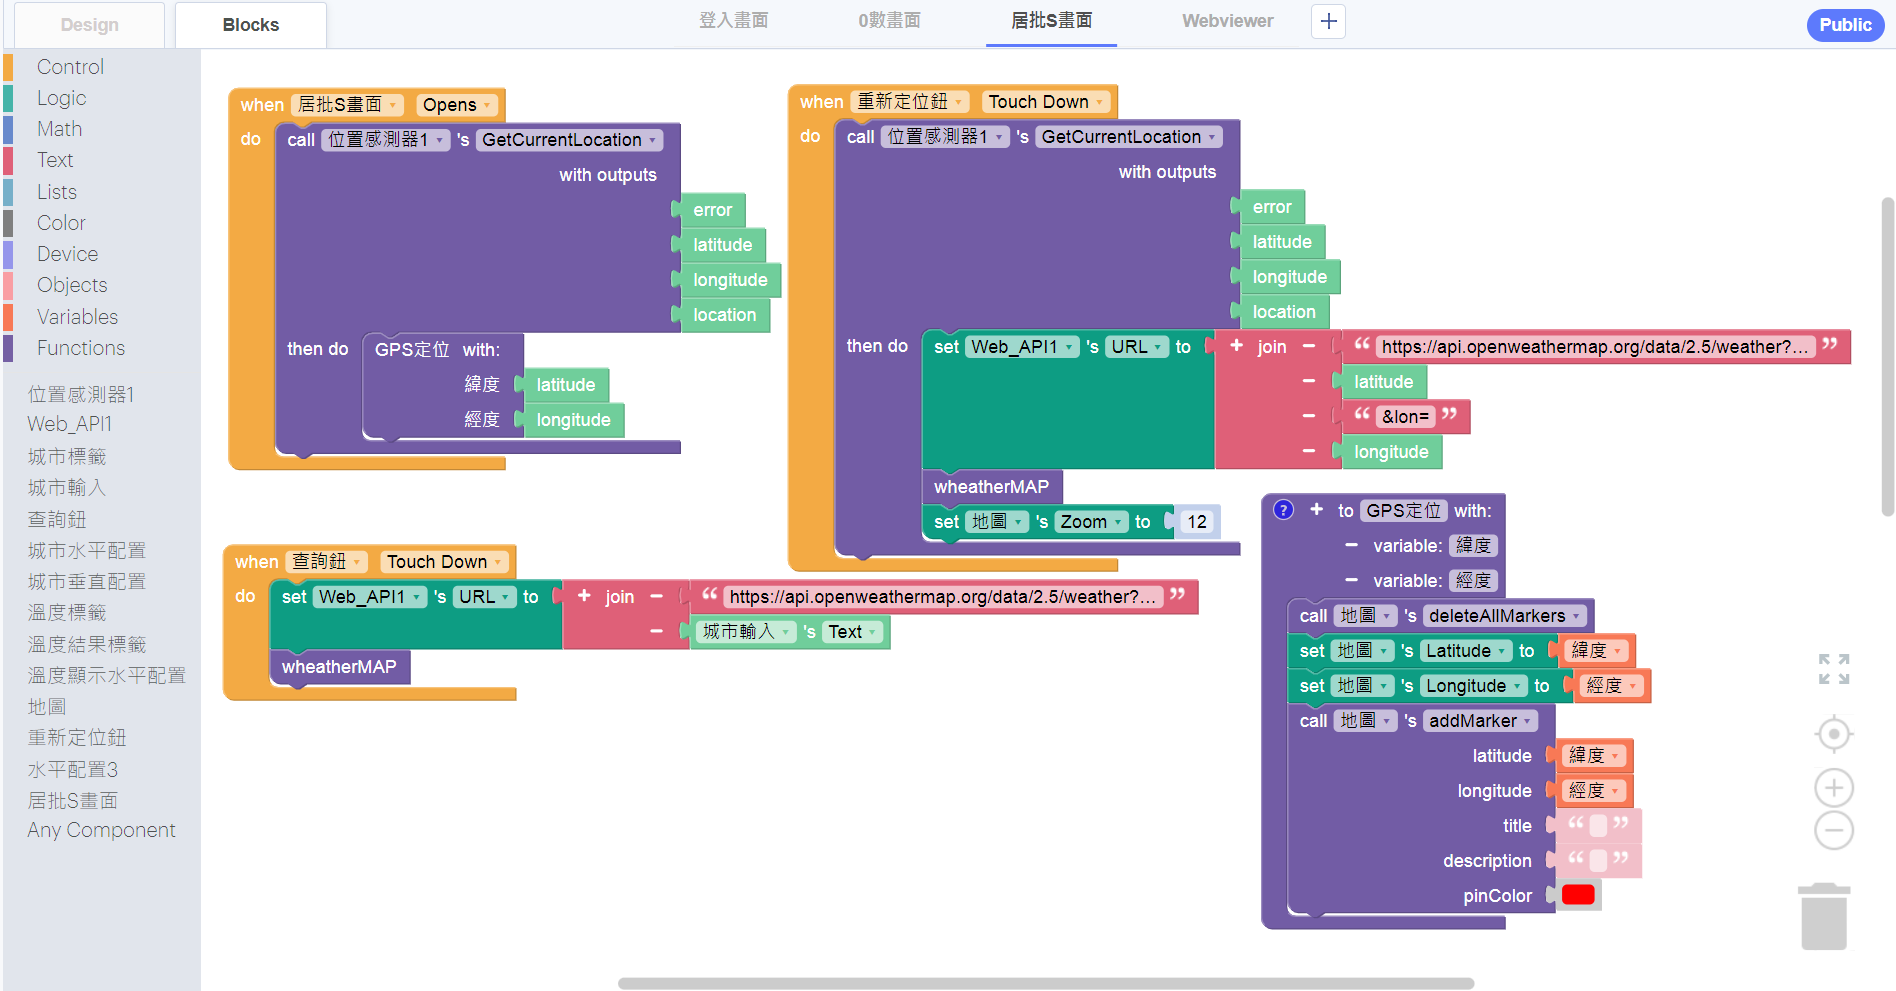 Design
Blocks
登入畫面
0數畫面
居批S畫面
Webviewer
+
Public
Control
Logic
Math
Text
Lists
Color
Device
Objects
Variables
Functions
位置感測器1
Web_API1
城市標籤
城市輸入
查詢鈕
城市水平配置
城市垂直配置
溫度標籤
溫度結果標籤
溫度顯示水平配置
地圖
重新定位鈕
水平配置3
居批S畫面
Any Component
when 居批S畫面 Opens
do call 位置感測器1 's GetCurrentLocation
with outputs
error
latitude
longitude
location
then do GPS定位 with:
緯度 latitude
經度 longitude
when 重新定位鈕 Touch Down
do call 位置感測器1 's GetCurrentLocation
with outputs
error
latitude
longitude
location
then do set Web_API1 's URL to + join − “ https://api.openweathermap.org/data/2.5/weather?... ”
− latitude
− “ &lon= ”
− longitude
wheatherMAP
set 地圖 's Zoom to 12
when 查詢鈕 Touch Down
do set Web_API1 's URL to + join − “ https://api.openweathermap.org/data/2.5/weather?... ”
− 城市輸入 's Text
wheatherMAP
? + to GPS定位 with:
− variable: 緯度
− variable: 經度
call 地圖 's deleteAllMarkers
set 地圖 's Latitude to 緯度
set 地圖 's Longitude to 經度
call 地圖 's addMarker
latitude 緯度
longitude 經度
title “ ”
description “ ”
pinColor